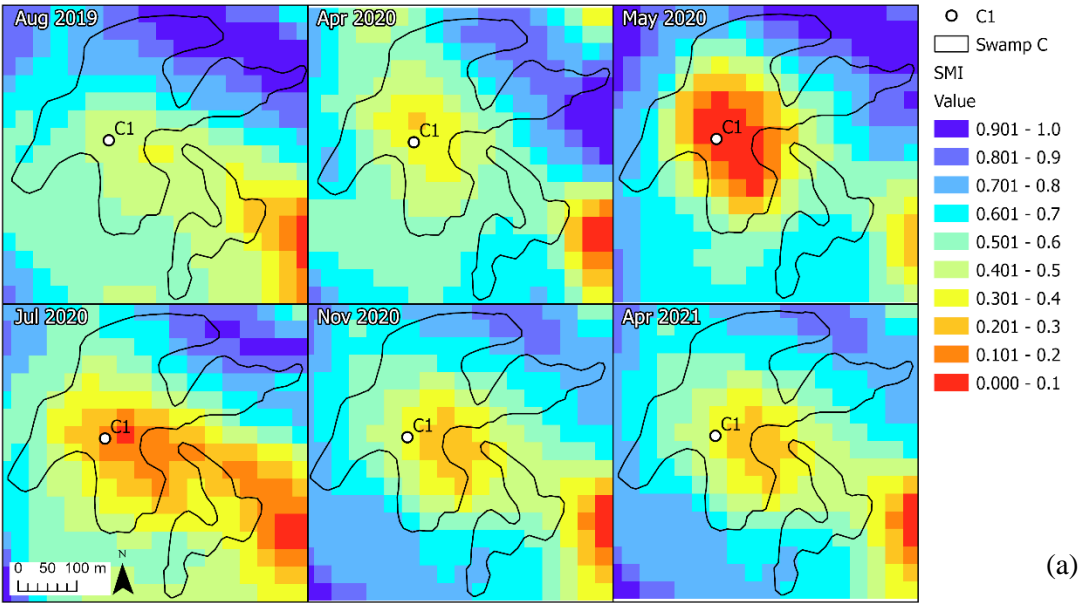 Aug 2019
C1
Apr 2020
C1
May 2020
C1
Jul 2020
C1
0 50 100 m
N
Nov 2020
C1
Apr 2021
C1
C1
Swamp C
SMI
Value
0.901 - 1.0
0.801 - 0.9
0.701 - 0.8
0.601 - 0.7
0.501 - 0.6
0.401 - 0.5
0.301 - 0.4
0.201 - 0.3
0.101 - 0.2
0.000 - 0.1
(a)